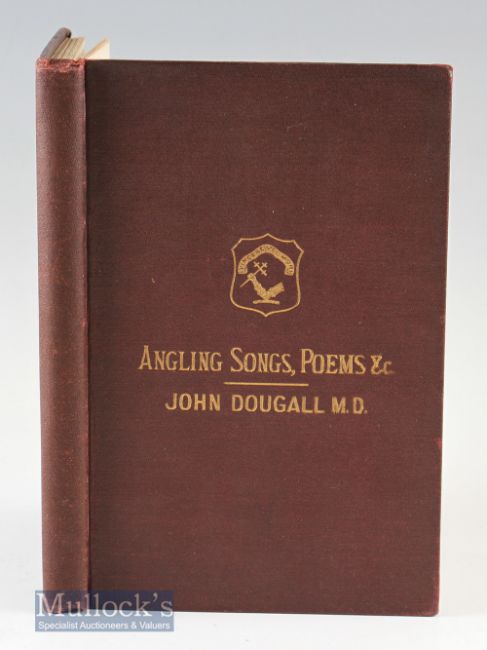 ANGLING SONGS, POEMS &c.
JOHN DOUGALL M.D.
Mullock's
Specialist Auctioneers & Valuers